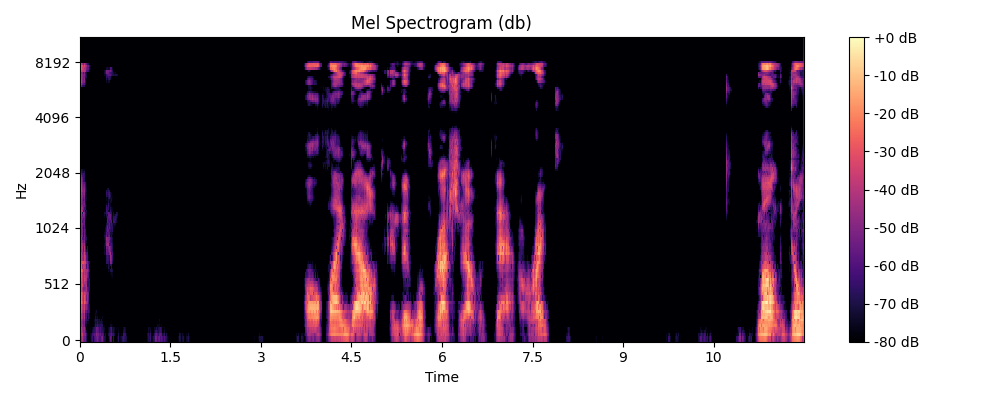 Mel Spectrogram (db)
8192
4096
2048
1024
512
0
Hz
0 1.5 3 4.5 6 7.5 9 10
Time
+0 dB
-10 dB
-20 dB
-30 dB
-40 dB
-50 dB
-60 dB
-70 dB
-80 dB